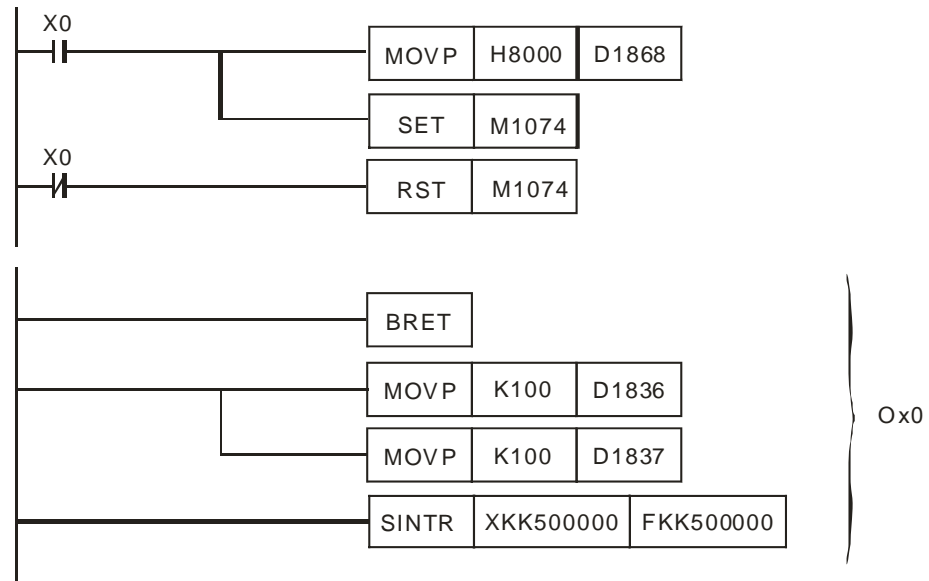 X0
MOVP H8000 D1868
SET M1074
X0
RST M1074
BRET
MOVP K100 D1836
Ox0
MOVP K100 D1837
SINTR XKK500000 FKK500000